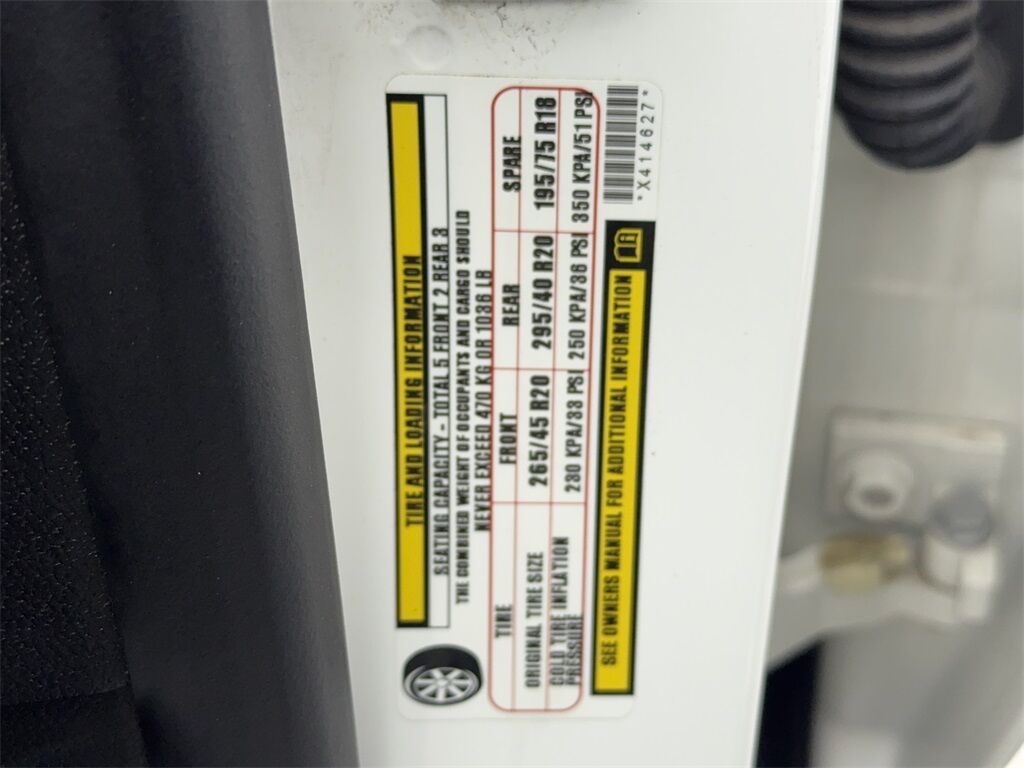 TIRE AND LOADING INFORMATION
SEATING CAPACITY - TOTAL 5 FRONT 2 REAR 3
THE COMBINED WEIGHT OF OCCUPANTS AND CARGO SHOULD
NEVER EXCEED 470 KG OR 1036 LB
TIRE FRONT REAR SPARE
ORIGINAL TIRE SIZE 265/45 R20 295/40 R20 195/75 R18
COLD TIRE INFLATION
PRESSURE 230 KPA/33 PSI 250 KPA/36 PSI 350 KPA/51 PSI
SEE OWNERS MANUAL FOR ADDITIONAL INFORMATION
*X414627*